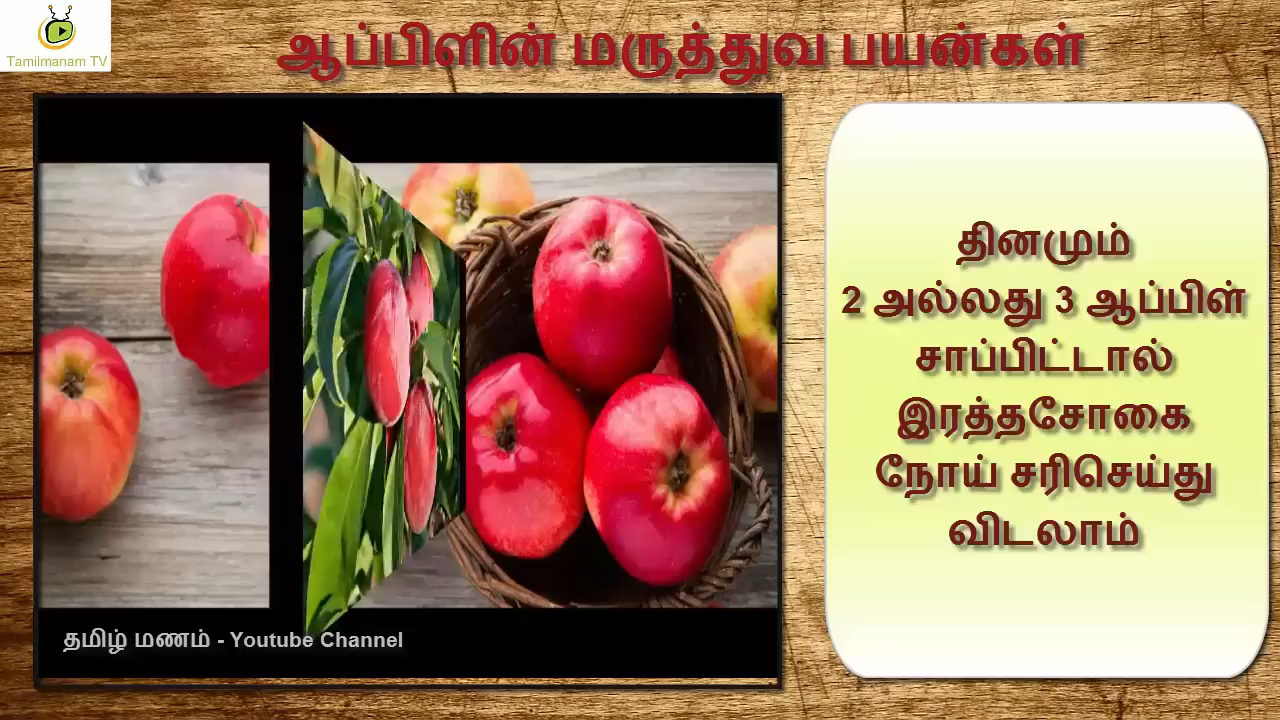 Tamilmanam TV
ஆப்பிளின் மருத்துவ பயன்கள்
தினமும்
2 அல்லது 3 ஆப்பிள்
சாப்பிட்டால்
இரத்தசோகை
நோய் சரிசெய்து
விடலாம்
தமிழ் மணம் - Youtube Channel